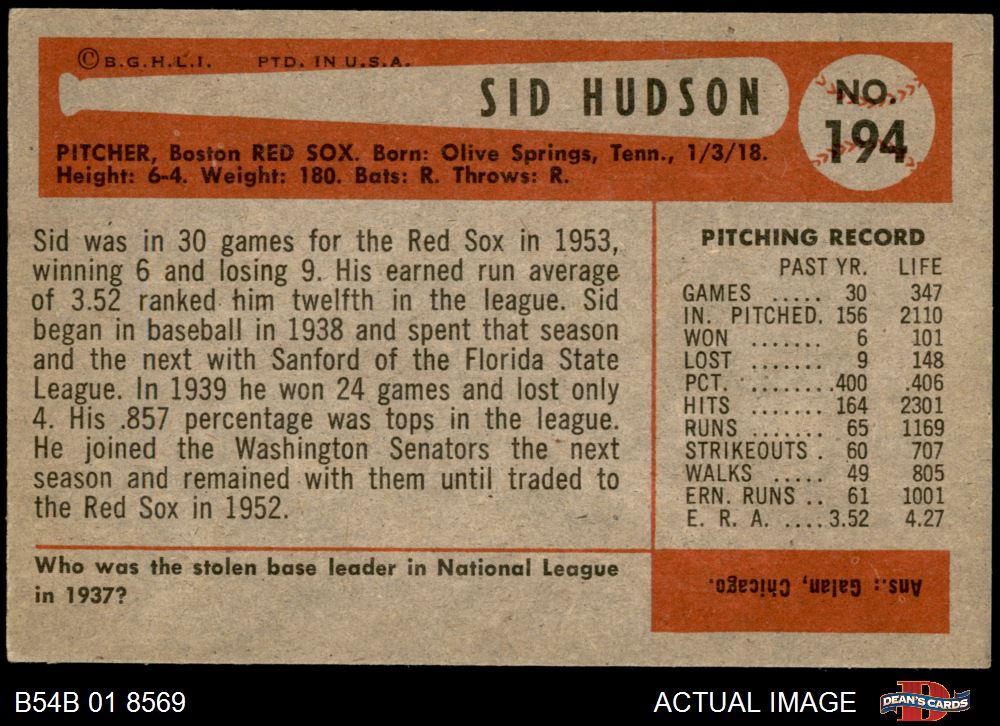 ©B.G.H.L.I. PTD. IN U.S.A.
SID HUDSON
NO.
194
PITCHER, Boston RED SOX. Born: Olive Springs, Tenn., 1/3/18.
Height: 6-4. Weight: 180. Bats: R. Throws: R.
Sid was in 30 games for the Red Sox in 1953,
winning 6 and losing 9. His earned run average
of 3.52 ranked him twelfth in the league. Sid
began in baseball in 1938 and spent that season
and the next with Sanford of the Florida State
League. In 1939 he won 24 games and lost only
4. His .857 percentage was tops in the league.
He joined the Washington Senators the next
season and remained with them until traded to
the Red Sox in 1952.
PITCHING RECORD
PAST YR. LIFE
GAMES ..... 30 347
IN. PITCHED. 156 2110
WON ....... 6 101
LOST ....... 9 148
PCT. ........400 .406
HITS ....... 164 2301
RUNS ....... 65 1169
STRIKEOUTS . 60 707
WALKS ..... 49 805
ERN. RUNS .. 61 1001
E. R. A. ....3.52 4.27
Who was the stolen base leader in National League
in 1937?
Ans.: Galan, Chicago.
B54B 01 8569
ACTUAL IMAGE
DEAN'S CARDS